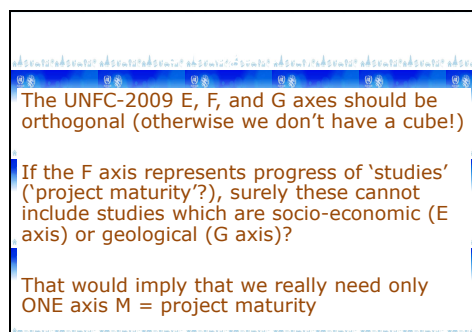 The UNFC-2009 E, F, and G axes should be
orthogonal (otherwise we don’t have a cube!)
If the F axis represents progress of ‘studies’
(‘project maturity’?), surely these cannot
include studies which are socio-economic (E
axis) or geological (G axis)?
That would imply that we really need only
ONE axis M = project maturity